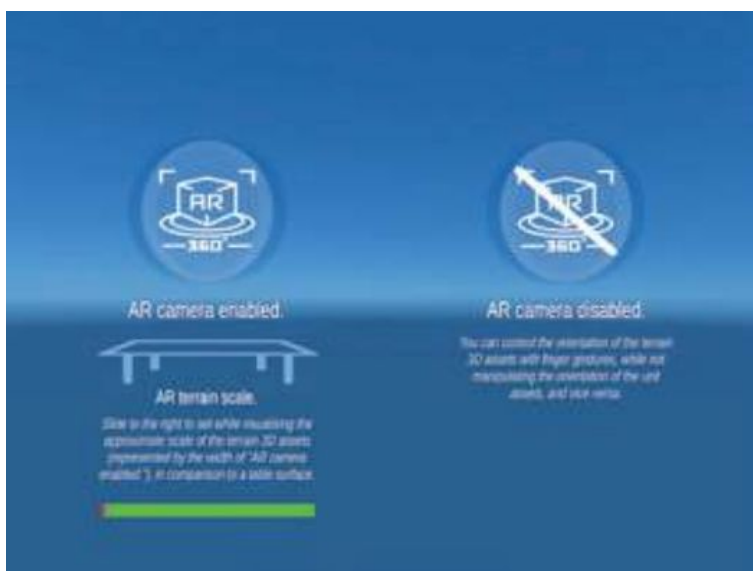 AR
360°
AR camera enabled.
AR terrain scale.
Slide to the right to set while visualising the
approximate scale of the terrain 3D assets
(represented by the width of "AR camera
enabled."), in comparison to a table surface.
AR
360°
AR camera disabled.
You can control the orientation of the terrain
3D assets with finger gestures, while not
manipulating the orientation of the unit
assets, and vice versa.